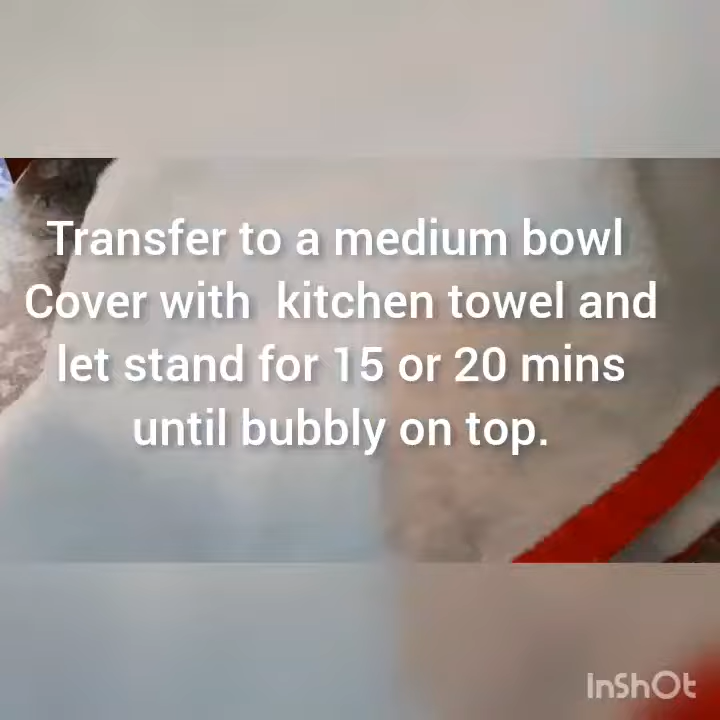 Transfer to a medium bowl
Cover with  kitchen towel and
let stand for 15 or 20 mins
until bubbly on top.
InShOt